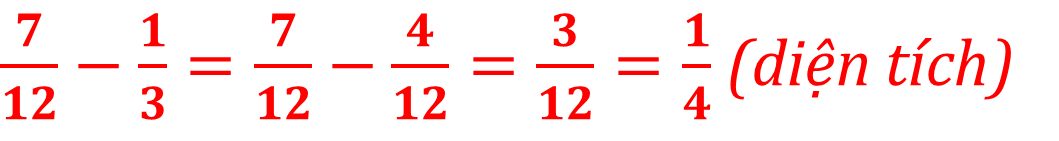 7/12 − 1/3 = 7/12 − 4/12 = 3/12 = 1/4 (diện tích)